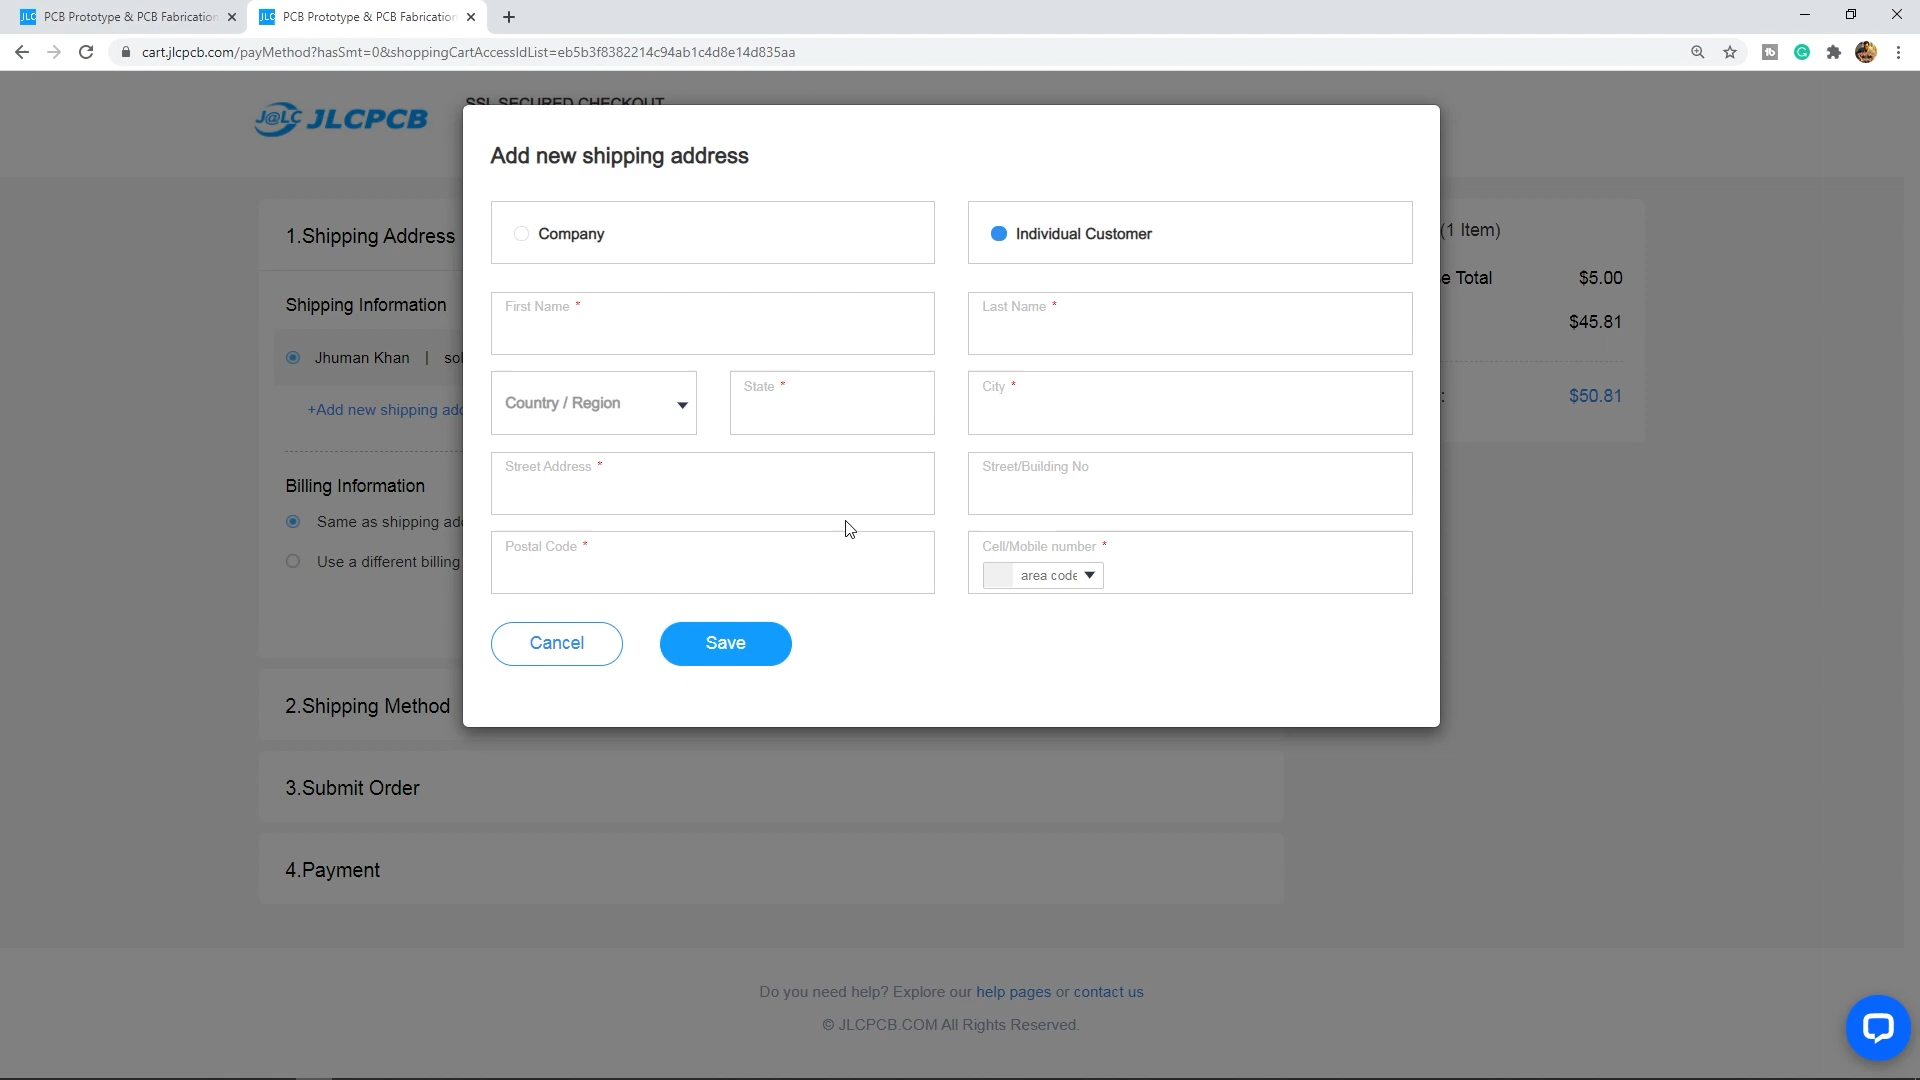 PCB Prototype & PCB Fabrication
PCB Prototype & PCB Fabrication
cart.jlcpcb.com/payMethod?hasSmt=0&shoppingCartAccessIdList=eb5b3f8382214c94ab1c4d8e14d835aa
J@LC JLCPCB
SSL SECURED CHECKOUT
Add new shipping address
Company
Individual Customer
1.Shipping Address
(1 Item)
e Total $5.00
Shipping Information
First Name *
Last Name *
$45.81
Jhuman Khan | sol
State *
City *
Country / Region
:
$50.81
+Add new shipping add
Street Address *
Street/Building No
Billing Information
Same as shipping add
Postal Code *
Cell/Mobile number *
Use a different billing
area code
Cancel
Save
2.Shipping Method
3.Submit Order
4.Payment
Do you need help? Explore our help pages or contact us
© JLCPCB.COM All Rights Reserved.